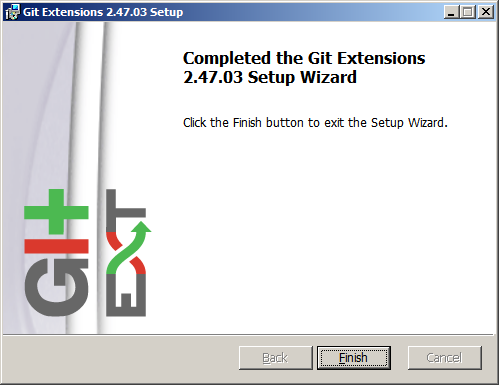 Git Extensions 2.47.03 Setup
Completed the Git Extensions
2.47.03 Setup Wizard
Click the Finish button to exit the Setup Wizard.
GIt
EXT
Back
Finish
Cancel